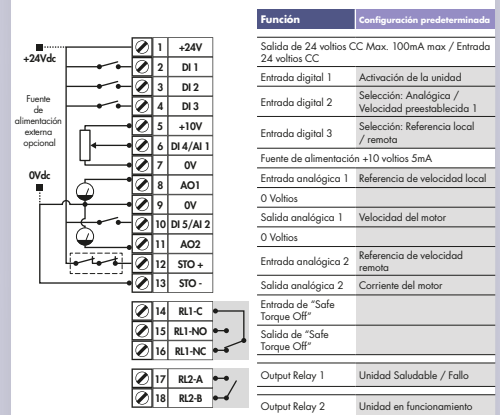 Función Configuración predeterminada
+24Vdc
Fuente
de
alimentación
externa
opcional
0Vdc
1 +24V
2 DI 1
3 DI 2
4 DI 3
5 +10V
6 DI 4/AI 1
7 0V
8 AO1
9 0V
10 DI 5/AI 2
11 AO2
12 STO +
13 STO -
14 RL1-C
15 RL1-NO
16 RL1-NC
17 RL2-A
18 RL2-B
Salida de 24 voltios CC Max. 100mA max / Entrada
24 voltios CC
Entrada digital 1 Activación de la unidad
Entrada digital 2 Selección: Analógica /
Velocidad preestablecida 1
Entrada digital 3 Selección: Referencia local
/ remota
Fuente de alimentación +10 voltios 5mA
Entrada analógica 1 Referencia de velocidad local
0 Voltios
Salida analógica 1 Velocidad del motor
0 Voltios
Entrada analógica 2 Referencia de velocidad
remota
Salida analógica 2 Corriente del motor
Entrada de "Safe
Torque Off"
Salida de "Safe
Torque Off"
Output Relay 1 Unidad Saludable / Fallo
Output Relay 2 Unidad en funcionamiento